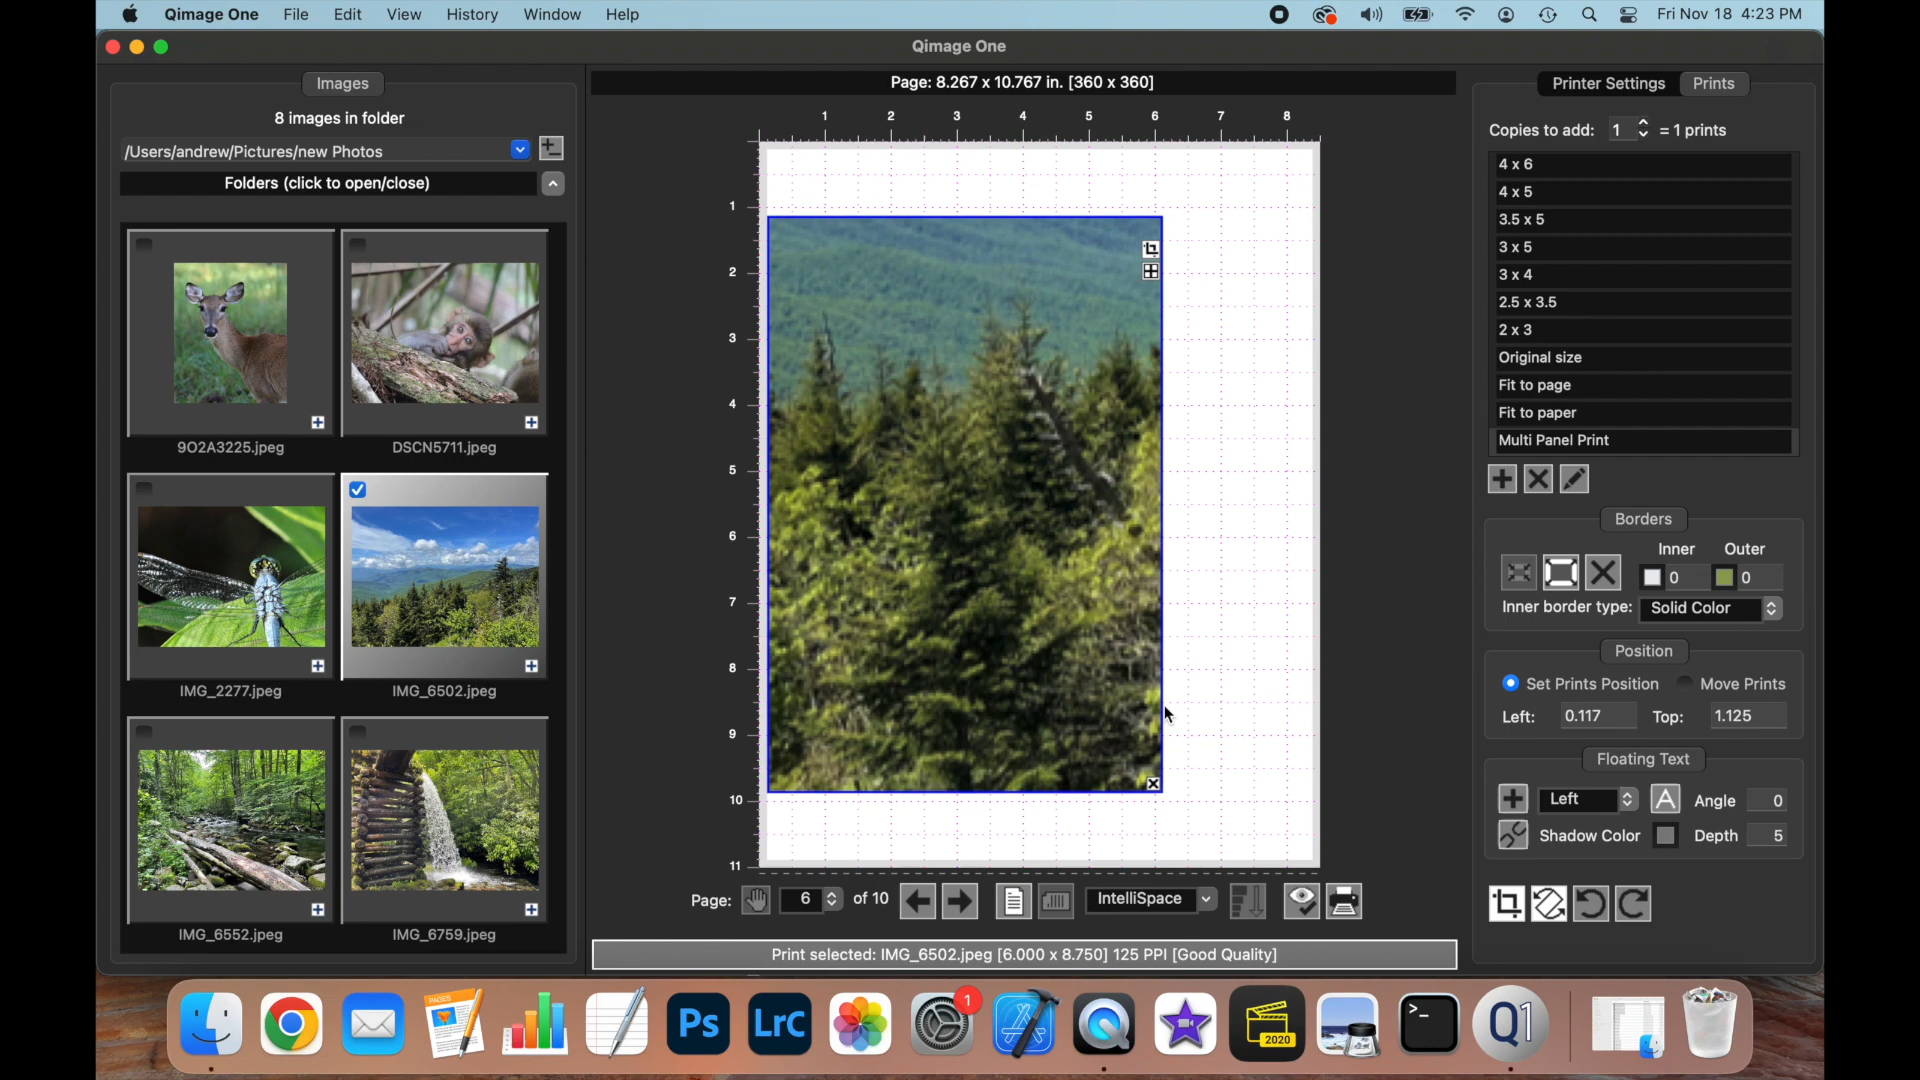 Qimage One File Edit View History Window Help Fri Nov 18 4:23 PM
Qimage One
Images
8 images in folder
/Users/andrew/Pictures/new Photos
Folders (click to open/close)
9O2A3225.jpeg DSCN5711.jpeg
IMG_2277.jpeg IMG_6502.jpeg
IMG_6552.jpeg IMG_6759.jpeg
Page: 8.267 x 10.767 in. [360 x 360]
1 2 3 4 5 6 7 8
1
2
3
4
5
6
7
8
9
10
11
Page: 6 of 10 IntelliSpace
Print selected: IMG_6502.jpeg [6.000 x 8.750] 125 PPI [Good Quality]
Printer Settings Prints
Copies to add: 1 = 1 prints
4 x 6
4 x 5
3.5 x 5
3 x 5
3 x 4
2.5 x 3.5
2 x 3
Original size
Fit to page
Fit to paper
Multi Panel Print
Borders
Inner Outer
0 0
Inner border type: Solid Color
Position
Set Prints Position Move Prints
Left: 0.117 Top: 1.125
Floating Text
Left A Angle 0
Shadow Color Depth 5
PAGES Ps LrC 1 2020 >_ Q1